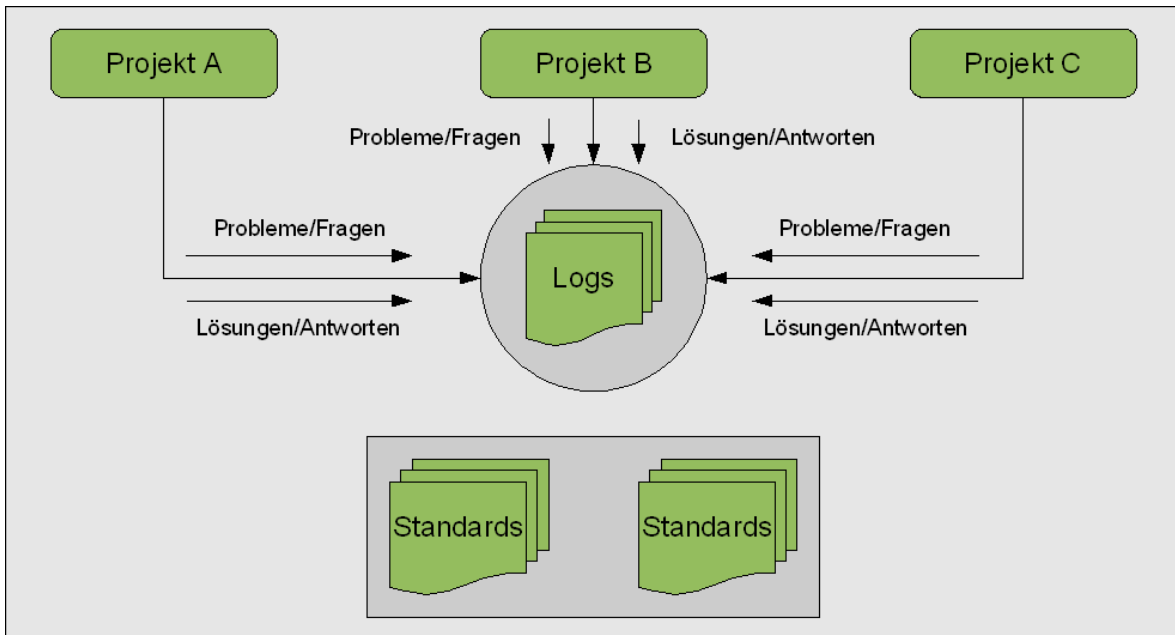 Projekt A
Projekt B
Projekt C
Probleme/Fragen
Lösungen/Antworten
Probleme/Fragen
Probleme/Fragen
Logs
Lösungen/Antworten
Lösungen/Antworten
Standards
Standards